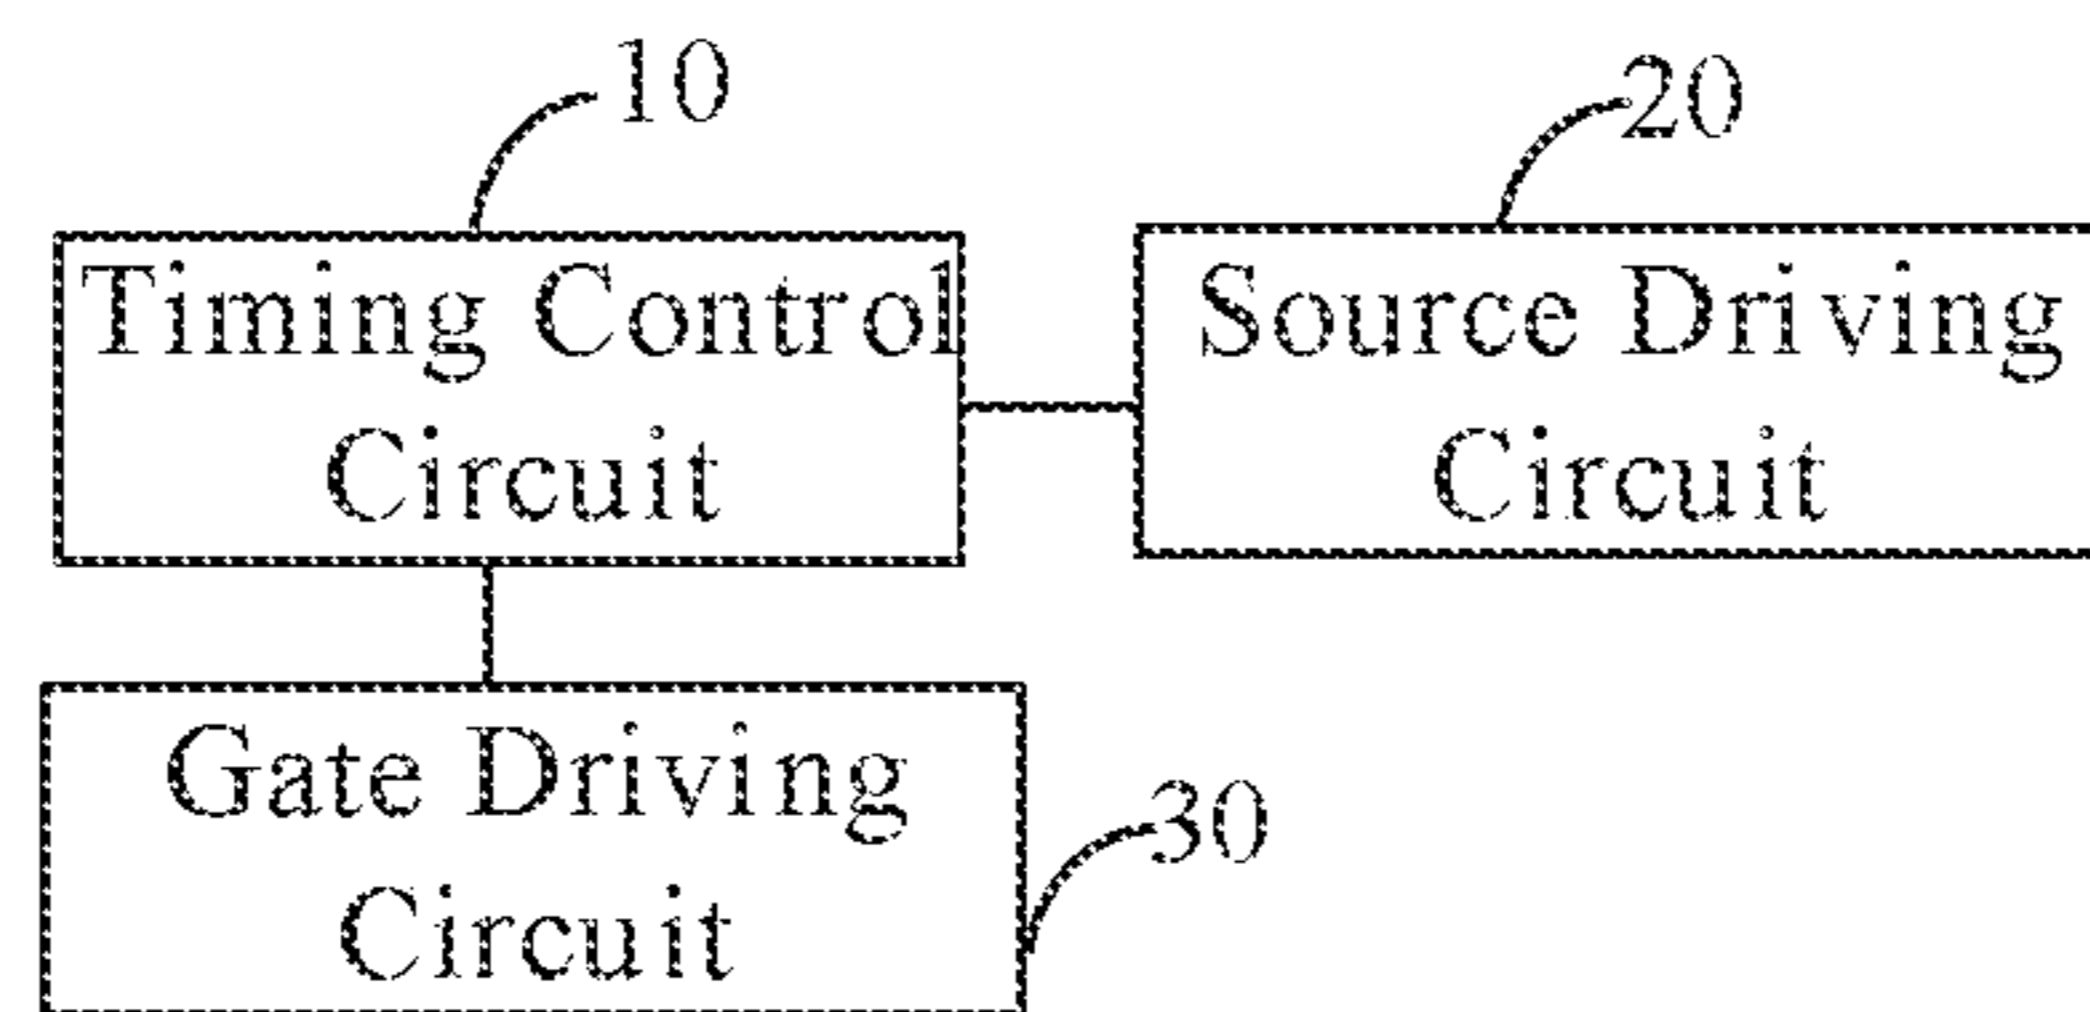 10
20
Timing Control
Circuit
Source Driving
Circuit
Gate Driving
Circuit
30